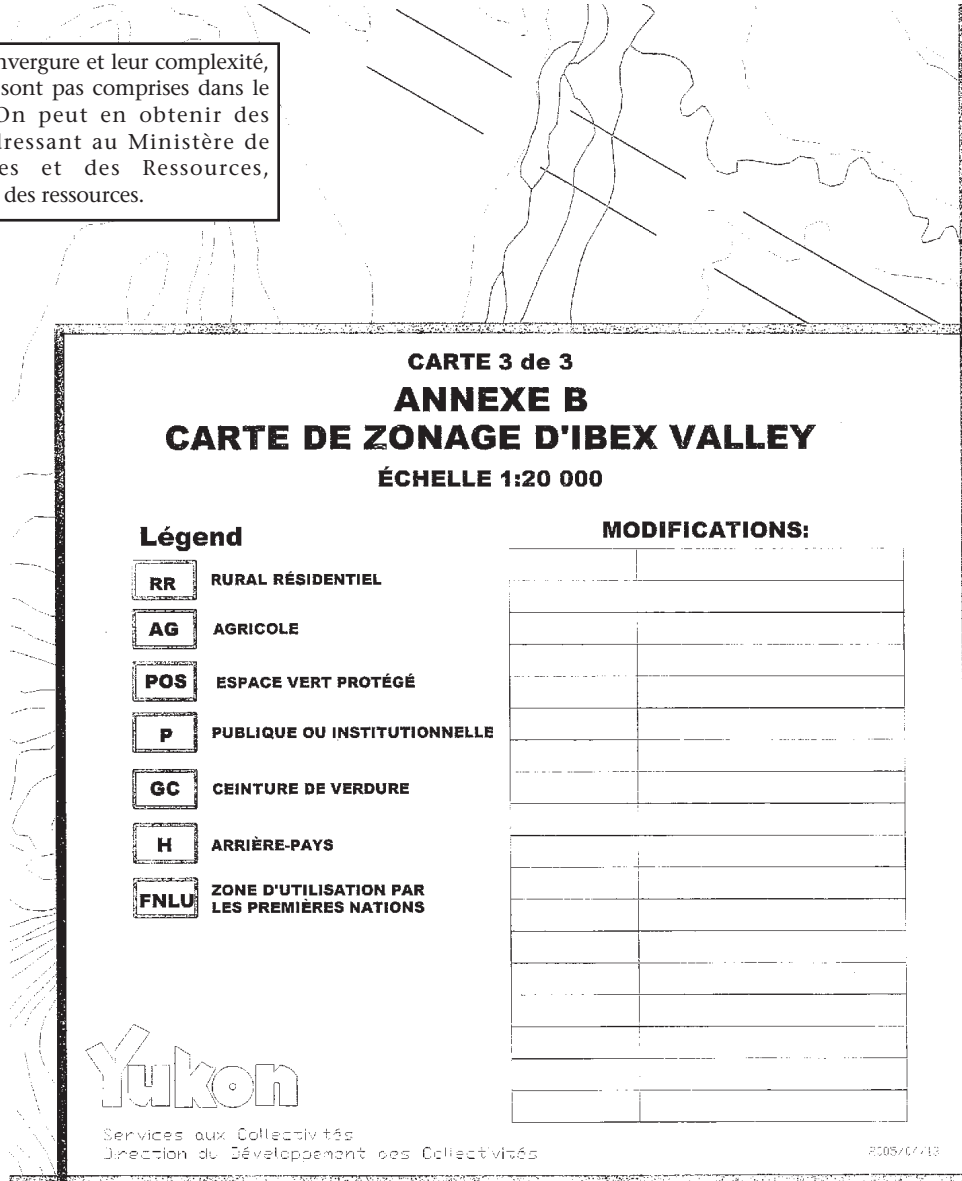 nvergure et leur complexité,
sont pas comprises dans le
On peut en obtenir des
dressant au Ministère de
es et des Ressources,
des ressources.
CARTE 3 de 3
ANNEXE B
CARTE DE ZONAGE D'IBEX VALLEY
ÉCHELLE 1:20 000
Légend
RR RURAL RÉSIDENTIEL
AG AGRICOLE
POS ESPACE VERT PROTÉGÉ
P PUBLIQUE OU INSTITUTIONNELLE
GC CEINTURE DE VERDURE
H ARRIÈRE-PAYS
FNLU ZONE D'UTILISATION PAR
LES PREMIÈRES NATIONS
MODIFICATIONS:
Yukon
Services aux Collectivités
Direction du Développement des Collectivités